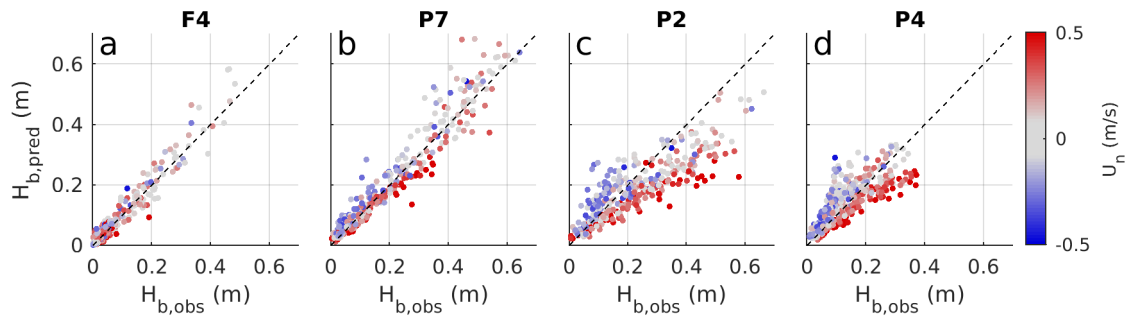 F4 P7 P2 P4
a b c d
H_b,pred (m)
0.6
0.4
0.2
0
0 0.2 0.4 0.6
0 0.2 0.4 0.6
0 0.2 0.4 0.6
0 0.2 0.4 0.6
H_b,obs (m)
H_b,obs (m)
H_b,obs (m)
H_b,obs (m)
0.5
0
-0.5
U_n (m/s)